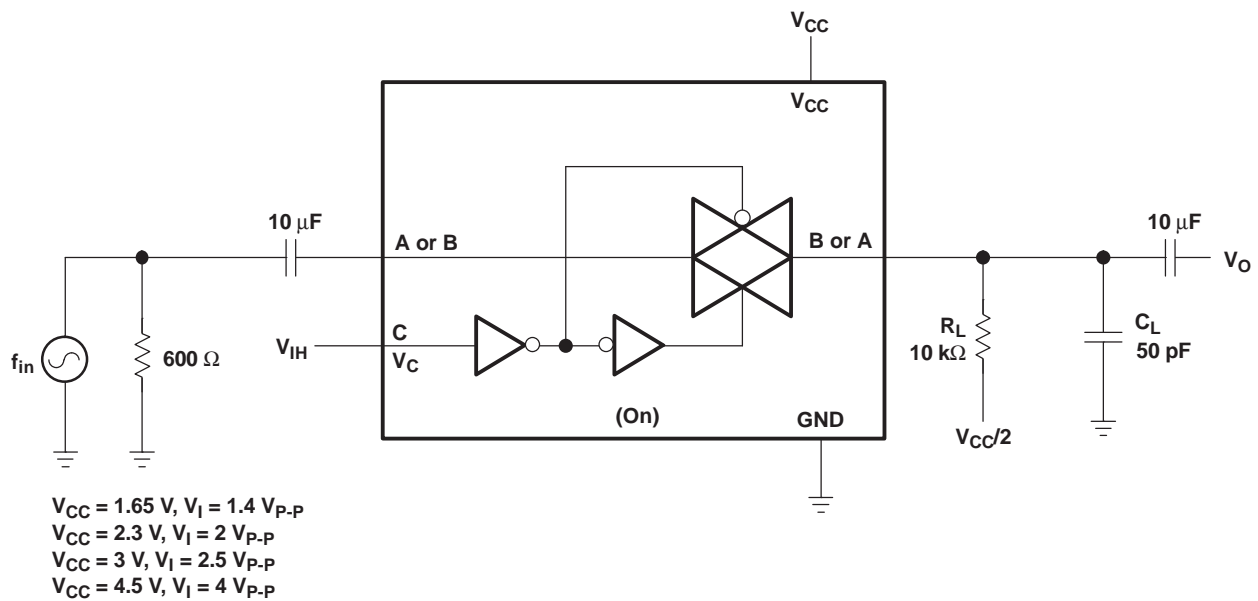 VCC
VCC
10 μF
A or B
B or A
10 μF
VO
fin
600 Ω
VIH
C
VC
RL
10 kΩ
CL
50 pF
(On)
GND
VCC/2
VCC = 1.65 V, VI = 1.4 VP-P
VCC = 2.3 V, VI = 2 VP-P
VCC = 3 V, VI = 2.5 VP-P
VCC = 4.5 V, VI = 4 VP-P